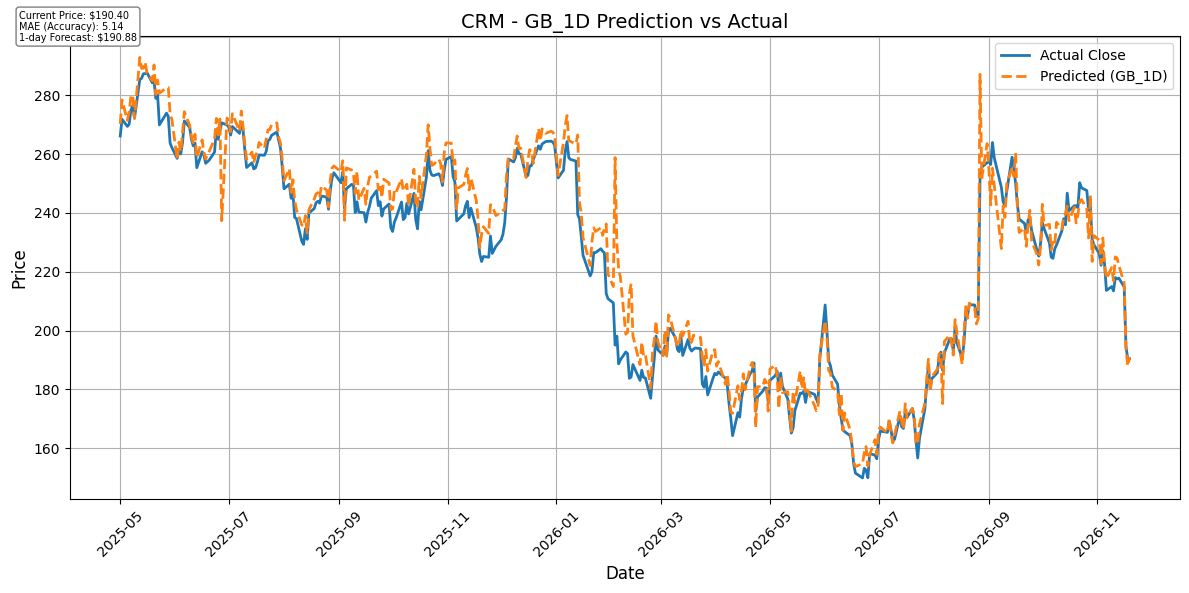 Current Price: $190.40
MAE (Accuracy): 5.14
1-day Forecast: $190.88
CRM - GB_1D Prediction vs Actual
Actual Close
Predicted (GB_1D)
Price
280
260
240
220
200
180
160
2025-05
2025-07
2025-09
2025-11
2026-01
2026-03
2026-05
2026-07
2026-09
2026-11
Date